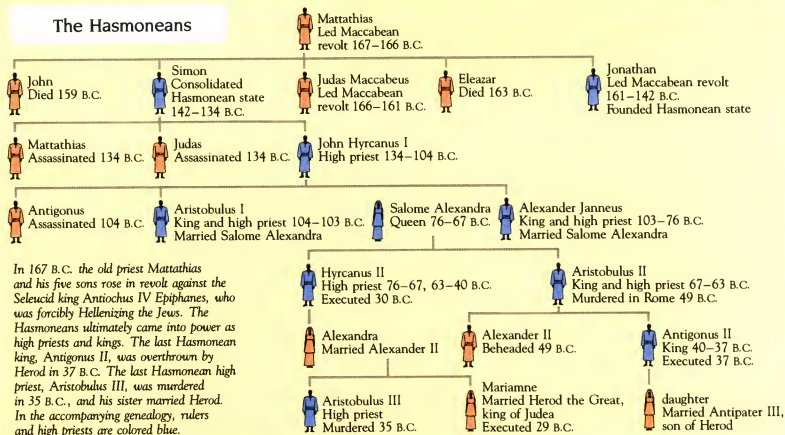 The Hasmoneans
Mattathias
Led Maccabean
revolt 167–166 B.C.
John
Died 159 B.C.
Simon
Consolidated
Hasmonean state
142–134 B.C.
Judas Maccabeus
Led Maccabean
revolt 166–161 B.C.
Eleazar
Died 163 B.C.
Jonathan
Led Maccabean revolt
161–142 B.C.
Founded Hasmonean state
Mattathias
Assassinated 134 B.C.
Judas
Assassinated 134 B.C.
John Hyrcanus I
High priest 134–104 B.C.
Antigonus
Assassinated 104 B.C.
Aristobulus I
King and high priest 104–103 B.C.
Married Salome Alexandra
Salome Alexandra
Queen 76–67 B.C.
Alexander Janneus
King and high priest 103–76 B.C.
Married Salome Alexandra
In 167 B.C. the old priest Mattathias
and his five sons rose in revolt against the
Seleucid king Antiochus IV Epiphanes, who
was forcibly Hellenizing the Jews. The
Hasmoneans ultimately came into power as
high priests and kings. The last Hasmonean
king, Antigonus II, was overthrown by
Herod in 37 B.C. The last Hasmonean high
priest, Aristobulus III, was murdered
in 35 B.C., and his sister married Herod.
In the accompanying genealogy, rulers
and high priests are colored blue.
Hyrcanus II
High priest 76–67, 63–40 B.C.
Executed 30 B.C.
Aristobulus II
King and high priest 67–63 B.C.
Murdered in Rome 49 B.C.
Alexandra
Married Alexander II
Alexander II
Beheaded 49 B.C.
Antigonus II
King 40–37 B.C.
Executed 37 B.C.
Aristobulus III
High priest
Murdered 35 B.C.
Mariamne
Married Herod the Great,
king of Judea
Executed 29 B.C.
daughter
Married Antipater III,
son of Herod